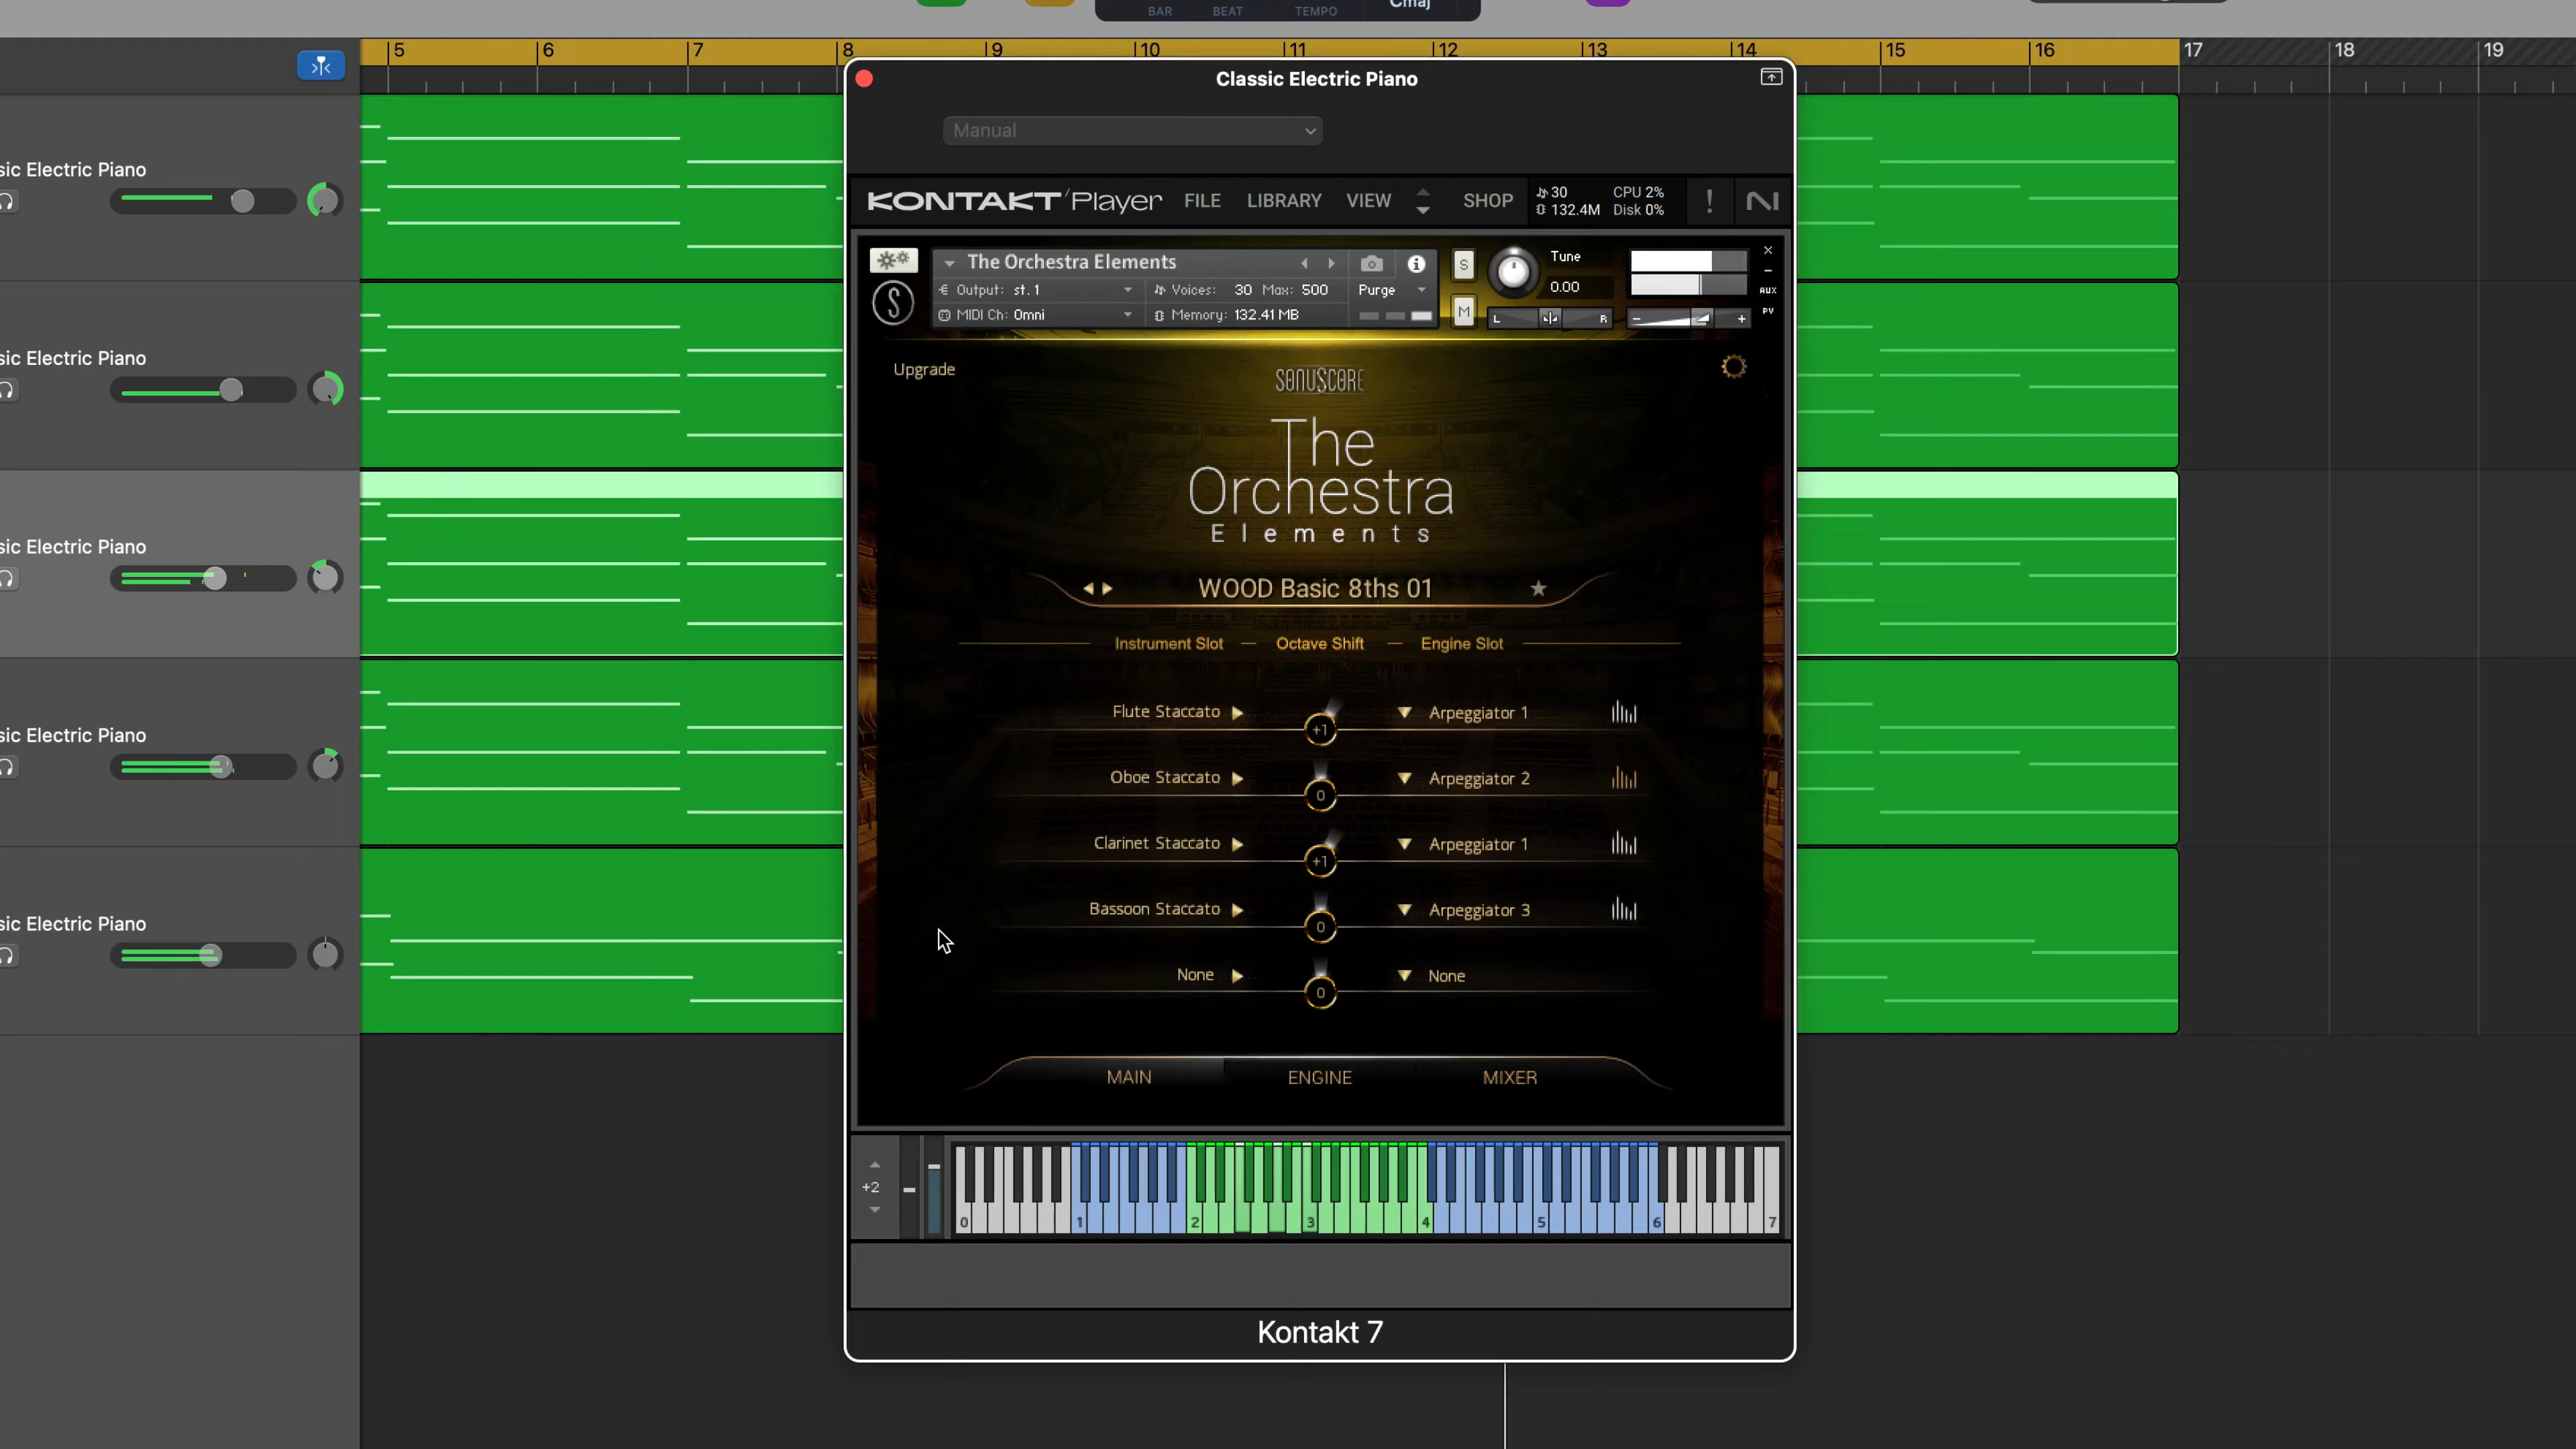 BAR BEAT TEMPO Cmaj
5 6 7 8 9 10 11 12 13 14 15 16 17 18 19
Classic Electric Piano
Manual
KONTAKT Player FILE LIBRARY VIEW SHOP 30 CPU 2%
132.4M Disk 0%
The Orchestra Elements
S
Tune
Output: st. 1 Voices: 30 Max: 500 Purge
0.00
AUX
MIDI Ch: Omni Memory: 132.41 MB
M
L R - +
PV
Upgrade
SONUSCORE
The
Orchestra
Elements
WOOD Basic 8ths 01
Instrument Slot — Octave Shift — Engine Slot
Flute Staccato +1 Arpeggiator 1
Oboe Staccato 0 Arpeggiator 2
Clarinet Staccato +1 Arpeggiator 1
Bassoon Staccato 0 Arpeggiator 3
None 0 None
MAIN ENGINE MIXER
+2
0 1 2 3 4 5 6 7
Kontakt 7
sic Electric Piano
sic Electric Piano
sic Electric Piano
sic Electric Piano
sic Electric Piano